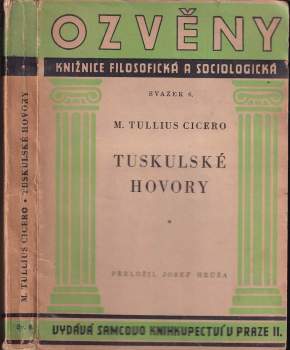 OZVĚNY
KNIŽNICE FILOSOFICKÁ A SOCIOLOGICKÁ
SVAZEK 6.
M. TULLIUS CICERO
TUSKULSKÉ
HOVORY
PŘELOŽIL JOSEF HRŮŠA
VYDÁVÁ SAMCOVO KNIHKUPECTVÍ V PRAZE II.
M. TULLIUS CICERO • TUSKULSKÉ HOVORY